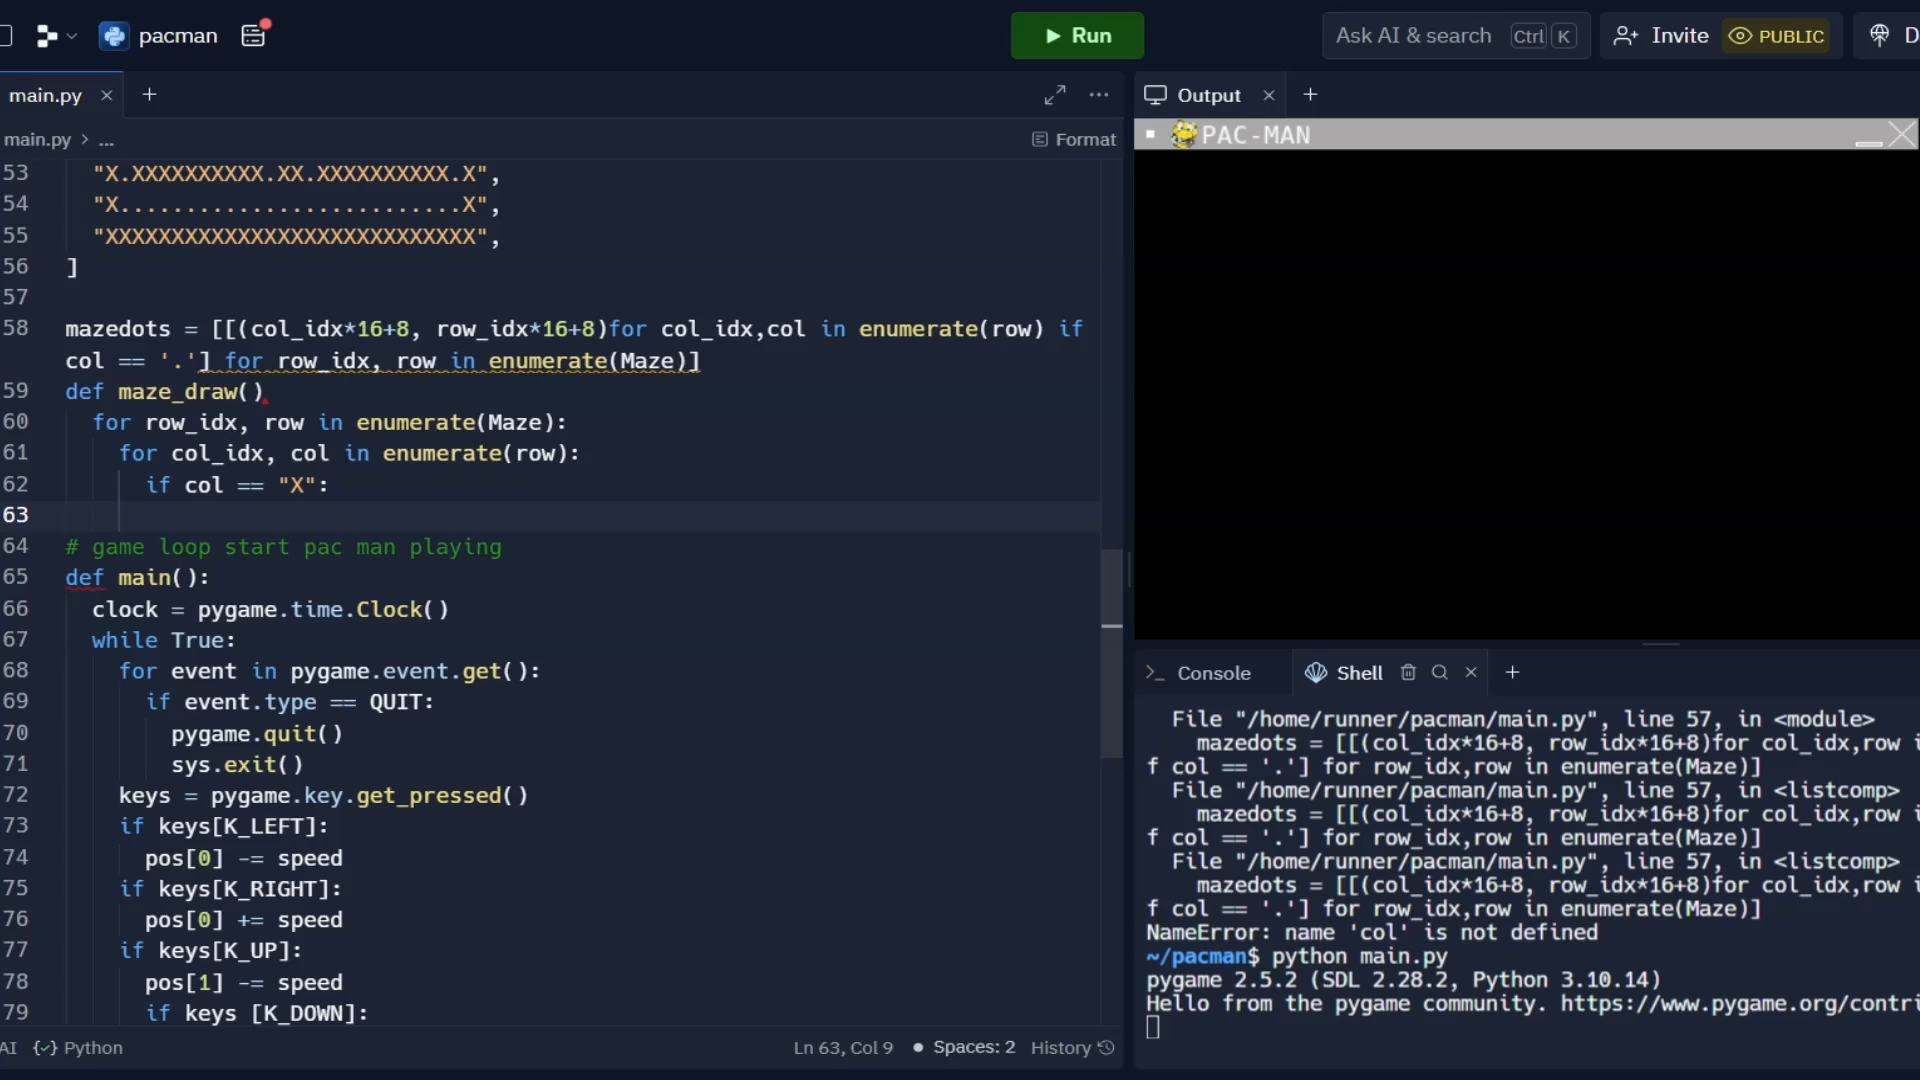 pacman
Run
Ask AI & search Ctrl K
Invite
PUBLIC
D
main.py
Output
main.py > ...
Format
PAC-MAN
53 "X.XXXXXXXXXX.XX.XXXXXXXXXX.X",
54 "X..........................X",
55 "XXXXXXXXXXXXXXXXXXXXXXXXXXXX",
56 ]
57
58 mazedots = [[(col_idx*16+8, row_idx*16+8)for col_idx,col in enumerate(row) if
col == '.'] for row_idx, row in enumerate(Maze)]
59 def maze_draw()
60 for row_idx, row in enumerate(Maze):
61 for col_idx, col in enumerate(row):
62 if col == "X":
63
64 # game loop start pac man playing
65 def main():
66 clock = pygame.time.Clock()
67 while True:
68 for event in pygame.event.get():
69 if event.type == QUIT:
70 pygame.quit()
71 sys.exit()
72 keys = pygame.key.get_pressed()
73 if keys[K_LEFT]:
74 pos[0] -= speed
75 if keys[K_RIGHT]:
76 pos[0] += speed
77 if keys[K_UP]:
78 pos[1] -= speed
79 if keys [K_DOWN]:
AI {✓} Python
Ln 63, Col 9 • Spaces: 2 History
Console
Shell
File "/home/runner/pacman/main.py", line 57, in <module>
mazedots = [[(col_idx*16+8, row_idx*16+8)for col_idx,row i
f col == '.'] for row_idx,row in enumerate(Maze)]
File "/home/runner/pacman/main.py", line 57, in <listcomp>
mazedots = [[(col_idx*16+8, row_idx*16+8)for col_idx,row i
f col == '.'] for row_idx,row in enumerate(Maze)]
File "/home/runner/pacman/main.py", line 57, in <listcomp>
mazedots = [[(col_idx*16+8, row_idx*16+8)for col_idx,row i
f col == '.'] for row_idx,row in enumerate(Maze)]
NameError: name 'col' is not defined
~/pacman$ python main.py
pygame 2.5.2 (SDL 2.28.2, Python 3.10.14)
Hello from the pygame community. https://www.pygame.org/contri